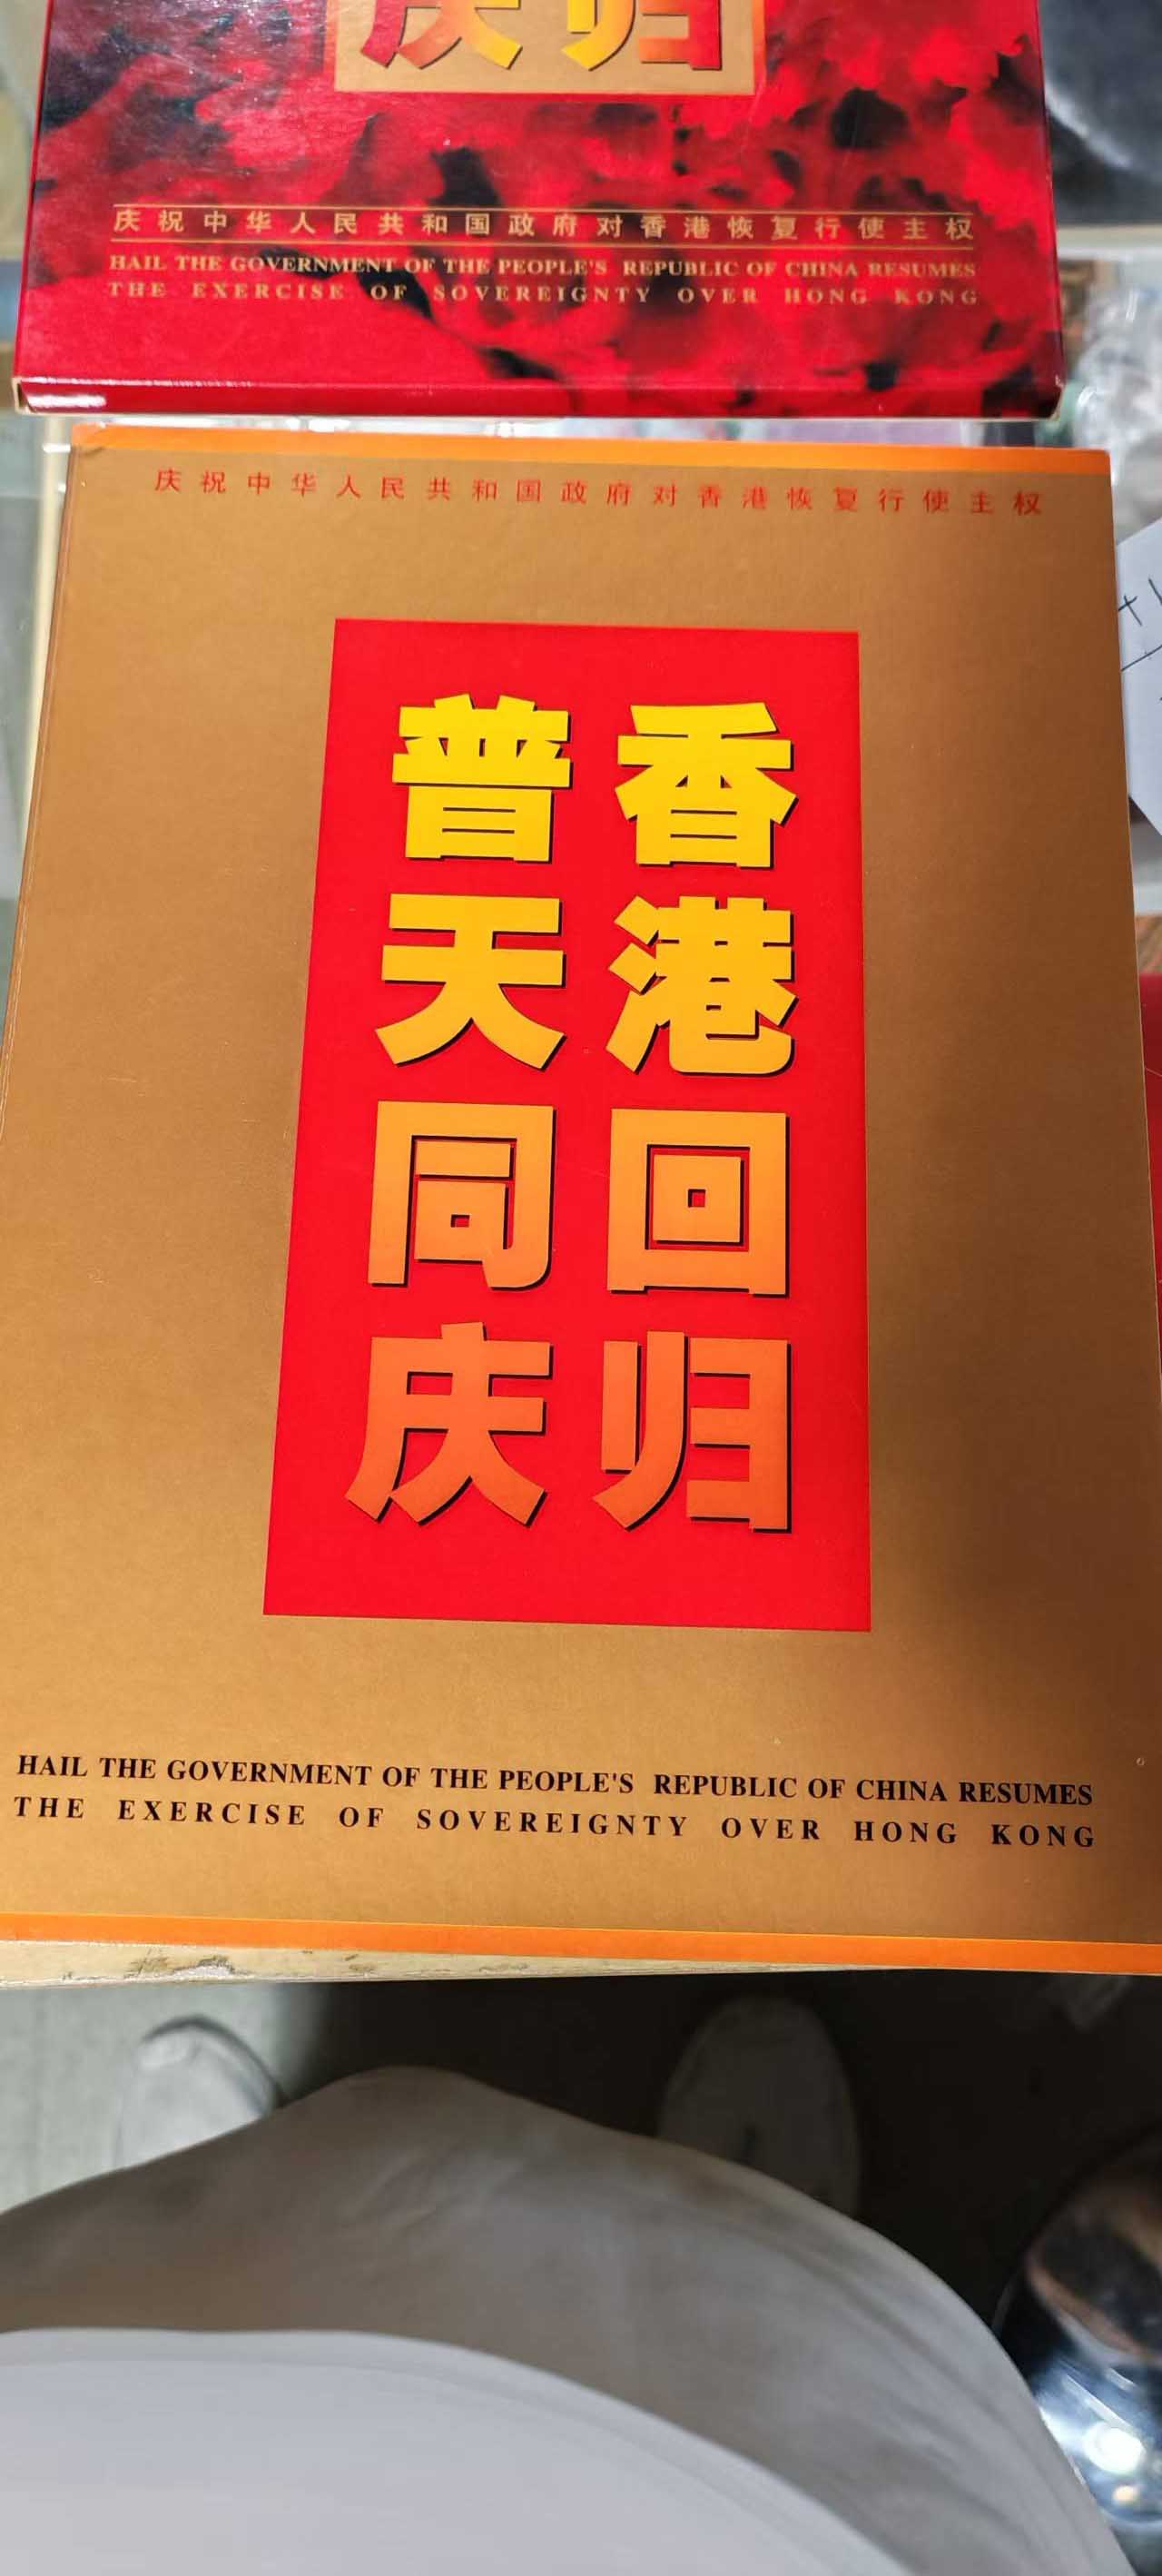 庆归
庆祝中华人民共和国政府对香港恢复行使主权
HAIL THE GOVERNMENT OF THE PEOPLE'S REPUBLIC OF CHINA RESUMES
THE EXERCISE OF SOVEREIGNTY OVER HONG KONG
庆祝中华人民共和国政府对香港恢复行使主权
香港回归
普天同庆
HAIL THE GOVERNMENT OF THE PEOPLE'S REPUBLIC OF CHINA RESUMES
THE EXERCISE OF SOVEREIGNTY OVER HONG KONG